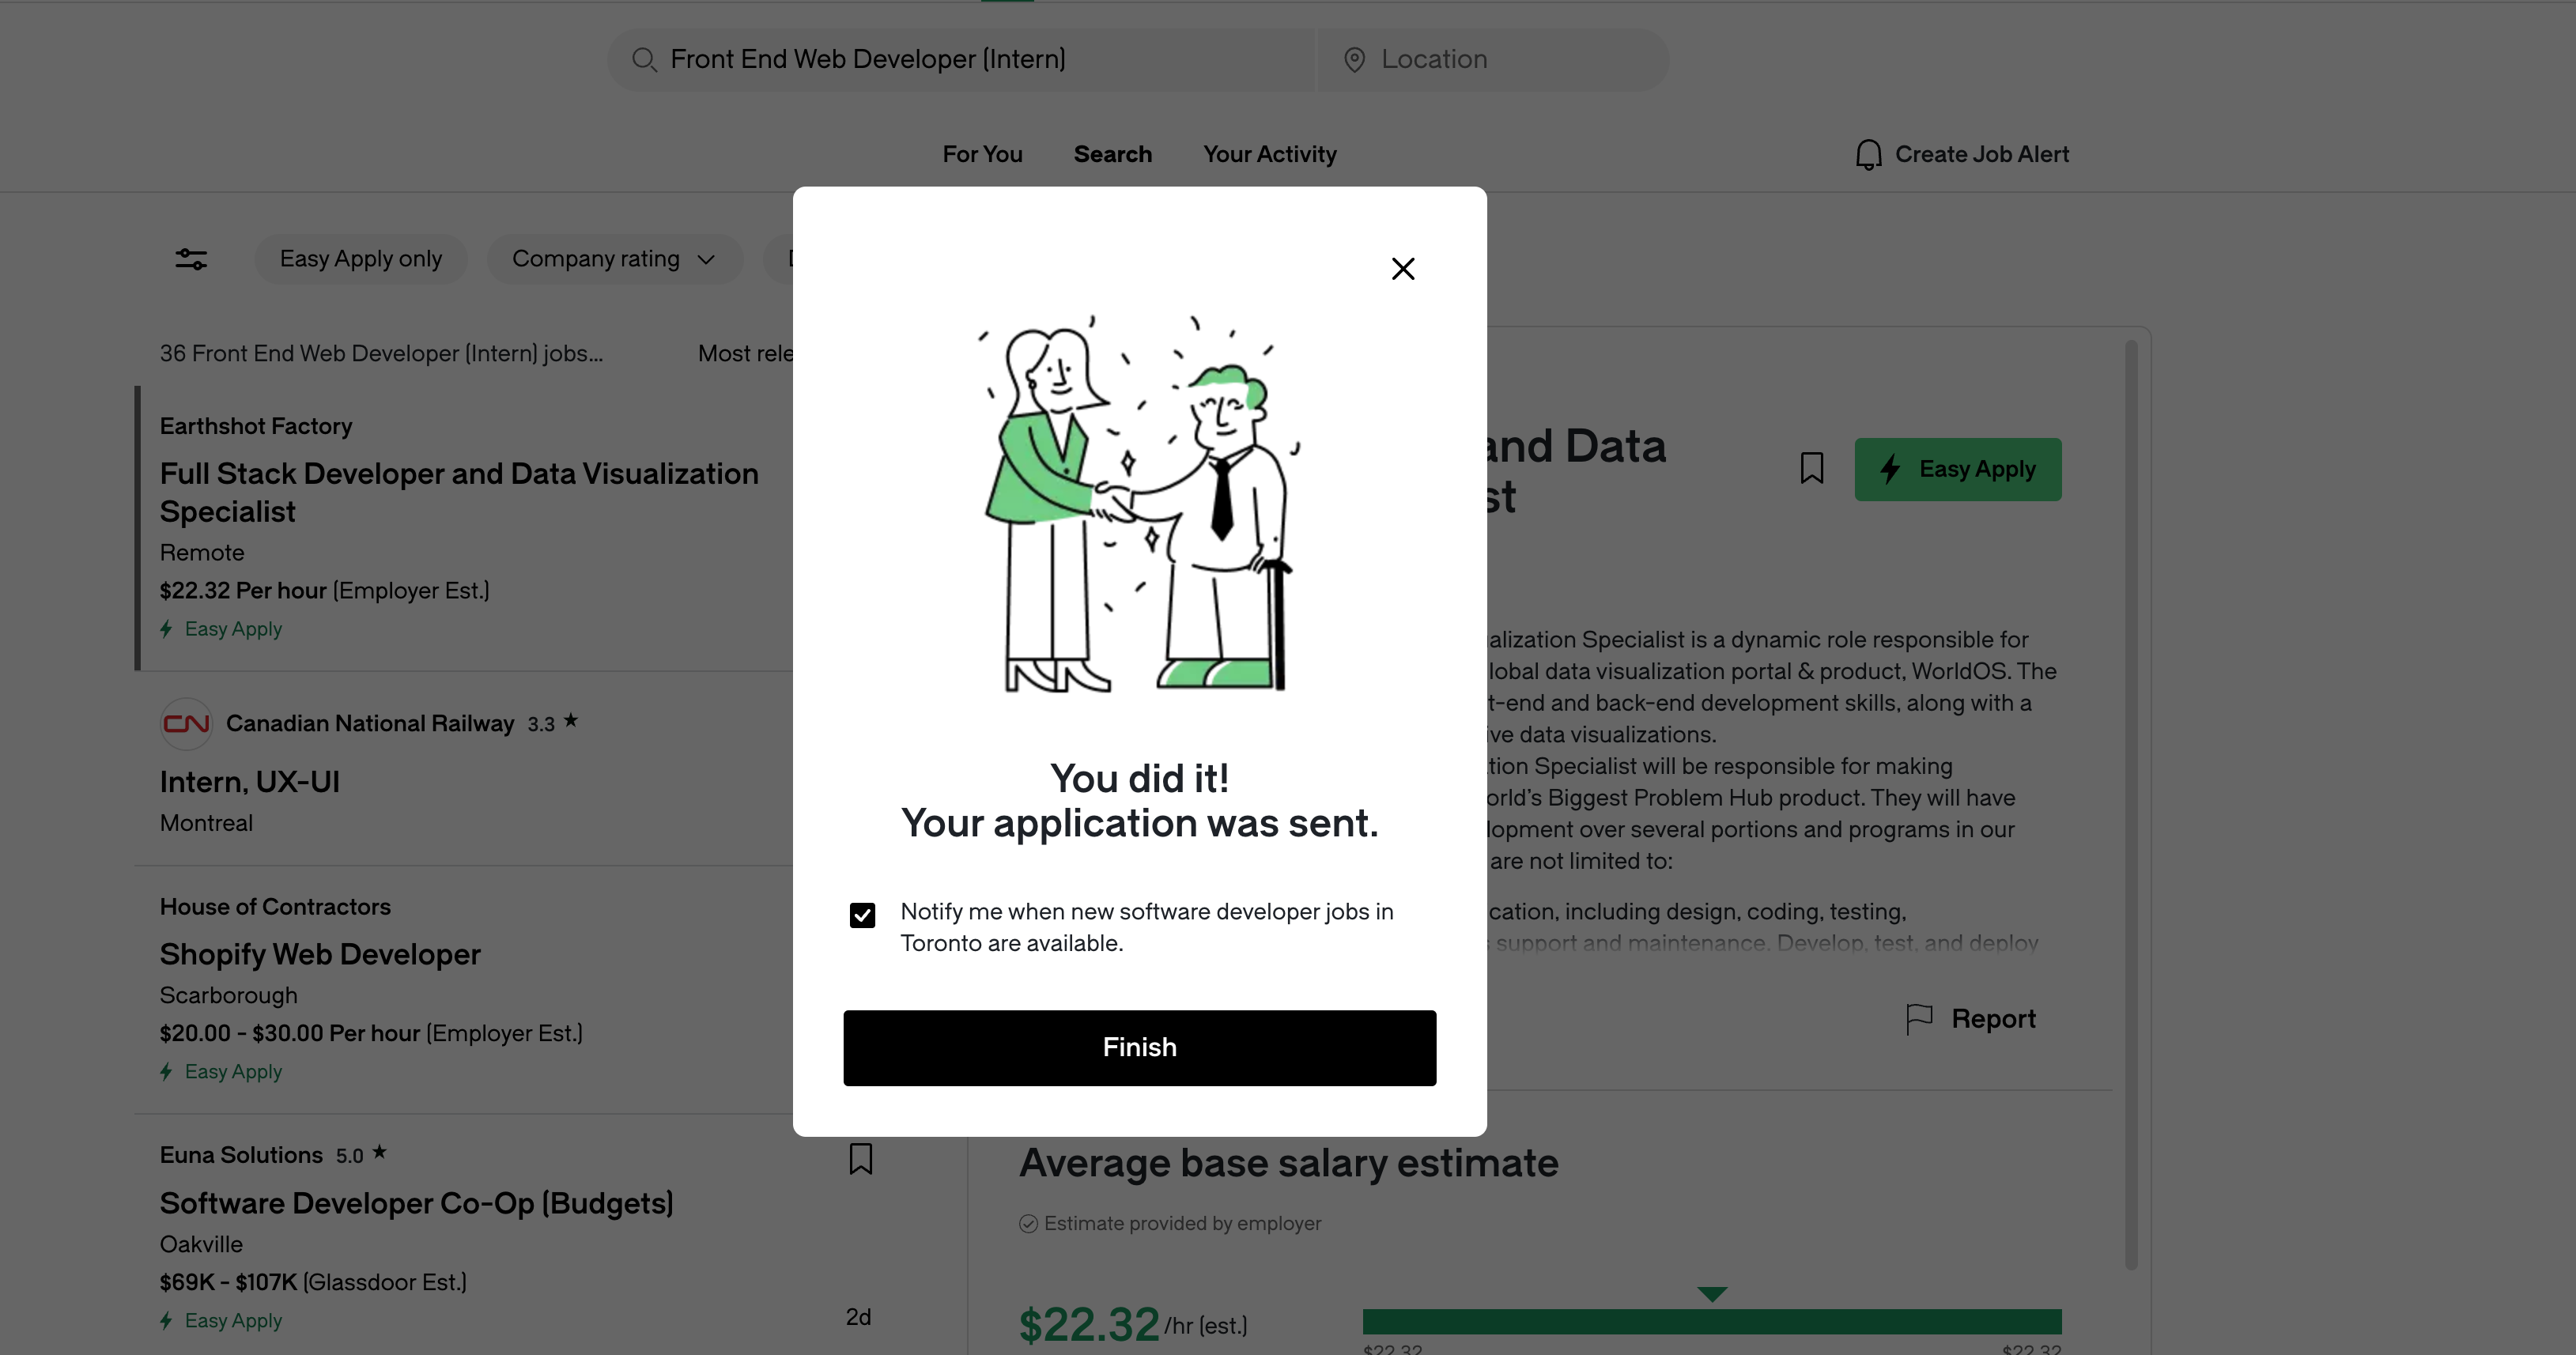 Front End Web Developer (Intern)
Location
For You
Search
Your Activity
Create Job Alert
Easy Apply only
Company rating
36 Front End Web Developer (Intern) jobs...
Most rele
Earthshot Factory
Full Stack Developer and Data Visualization
Specialist
Remote
$22.32 Per hour (Employer Est.)
Easy Apply
CN
Canadian National Railway 3.3 ★
Intern, UX-UI
Montreal
House of Contractors
Shopify Web Developer
Scarborough
$20.00 - $30.00 Per hour (Employer Est.)
Easy Apply
Euna Solutions 5.0 ★
Software Developer Co-Op (Budgets)
Oakville
$69K - $107K (Glassdoor Est.)
Easy Apply
2d
You did it!
Your application was sent.
Notify me when new software developer jobs in
Toronto are available.
Finish
and Data
st
Easy Apply
alization Specialist is a dynamic role responsible for
lobal data visualization portal & product, WorldOS. The
t-end and back-end development skills, along with a
ive data visualizations.
tion Specialist will be responsible for making
orld's Biggest Problem Hub product. They will have
lopment over several portions and programs in our
are not limited to:
cation, including design, coding, testing,
s support and maintenance. Develop, test, and deploy
Report
Average base salary estimate
Estimate provided by employer
$22.32 /hr (est.)
$22.32
$22.32